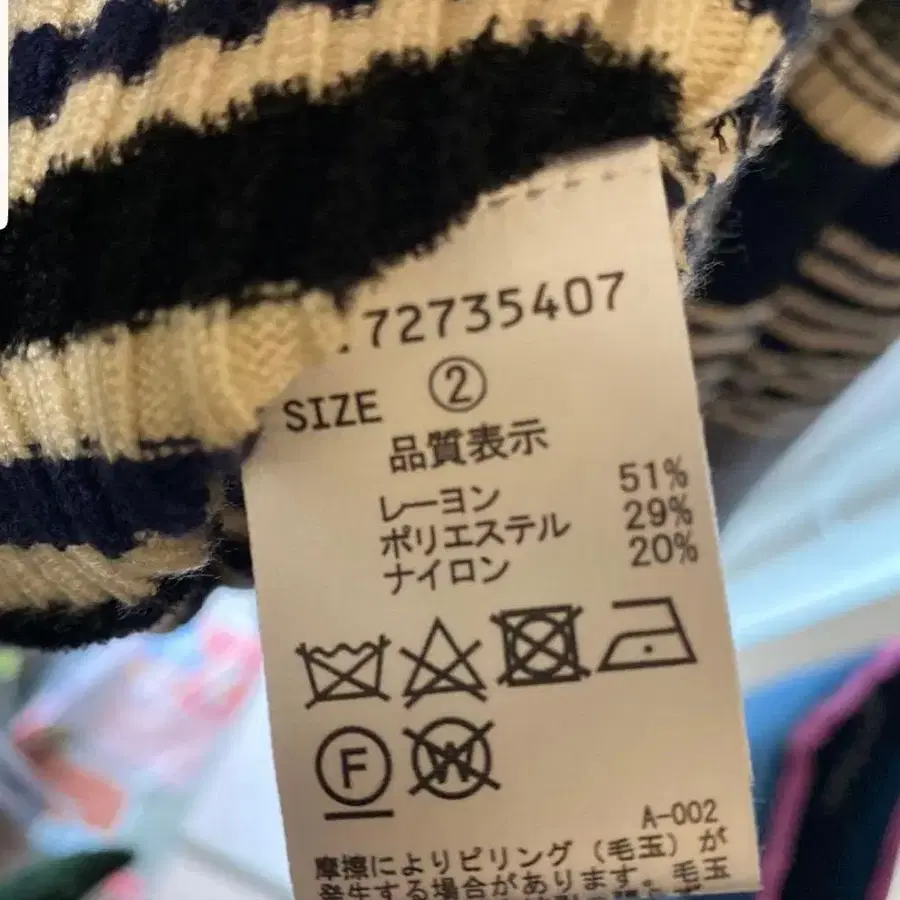 72735407
SIZE ②
品質表示
レーヨン 51%
ポリエステル 29%
ナイロン 20%
F W
A-002
摩擦によりピリング(毛玉)が
発生する場合があります。毛玉